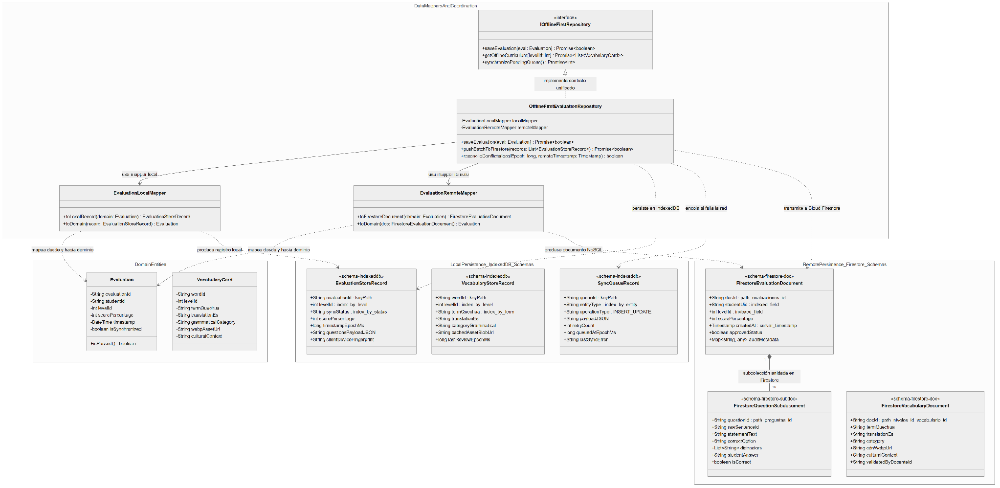 DataMappersAndCoordination
«interface»
IOfflineFirstRepository
+saveEvaluation(eval: Evaluation) : Promise<boolean>
+getOfflineCurriculum(levelId: int) : Promise<List<VocabularyCard>>
+synchronizePendingQueue() : Promise<int>
implementa contrato
unificado
OfflineFirstEvaluationRepository
-EvaluationLocalMapper localMapper
-EvaluationRemoteMapper remoteMapper
+saveEvaluation(eval: Evaluation) : Promise<boolean>
+pushBatchToFirestore(records: List<EvaluationStoreRecord>) : Promise<boolean>
+reconcileConflicts(localEpoch: long, remoteTimestamp: Timestamp) : boolean
usa mapper local
usa mapper remoto
EvaluationLocalMapper
+toLocalRecord(domain: Evaluation) : EvaluationStoreRecord
+toDomain(record: EvaluationStoreRecord) : Evaluation
EvaluationRemoteMapper
+toFirestoreDocument(domain: Evaluation) : FirestoreEvaluationDocument
+toDomain(doc: FirestoreEvaluationDocument) : Evaluation
persiste en IndexedDB
encola si falla la red
transmite a Cloud Firestore
mapea desde y hacia dominio
produce registro local
mapea desde y hacia dominio
produce documento NoSQL
DomainEntities
Evaluation
-String evaluationId
-String studentId
-int levelId
-int scorePercentage
-DateTime timestamp
-boolean isSynchronized
+isPassed() : boolean
VocabularyCard
-String wordId
-int levelId
-String termQuechua
-String translationEs
-String grammaticalCategory
-String webpAssetUrl
-String culturalContext
LocalPersistence_IndexedDB_Schemas
«schema-indexeddb»
EvaluationStoreRecord
+String evaluationId : keyPath
+int levelId : index_by_level
+String syncStatus : index_by_status
+int scorePercentage
+long timestampEpochMs
+String questionsPayloadJSON
+String clientDeviceFingerprint
«schema-indexeddb»
VocabularyStoreRecord
+String wordId : keyPath
+int levelId : index_by_level
+String termQuechua : index_by_term
+String translationEs
+String categoryGrammatical
+String cachedAssetBlobUrl
+long lastReviewEpochMs
«schema-indexeddb»
SyncQueueRecord
+String queueId : keyPath
+String entityType : index_by_entity
+String operationType : INSERT_UPDATE
+String payloadJSON
+int retryCount
+long queuedAtEpochMs
+String lastSyncError
RemotePersistence_Firestore_Schemas
«schema-firestore-doc»
FirestoreEvaluationDocument
+String docId : path_evaluaciones_id
+String studentUid : indexed_field
+int levelId : indexed_field
+int scorePercentage
+Timestamp createdAt : server_timestamp
+boolean approvedStatus
+Map<string, any> auditMetadata
1
subcolección anidada en
Firestore
10
«schema-firestore-subdoc»
FirestoreQuestionSubdocument
+String questionId : path_preguntas_id
+String rawSentenceId
+String statementText
+String correctOption
+List<String> distractors
+String studentAnswer
+boolean isCorrect
«schema-firestore-doc»
FirestoreVocabularyDocument
+String docId : path_niveles_id_vocabulario_id
+String termQuechua
+String translationEs
+String category
+String cdnWebpUrl
+String culturalContext
+String validatedByDocenteId